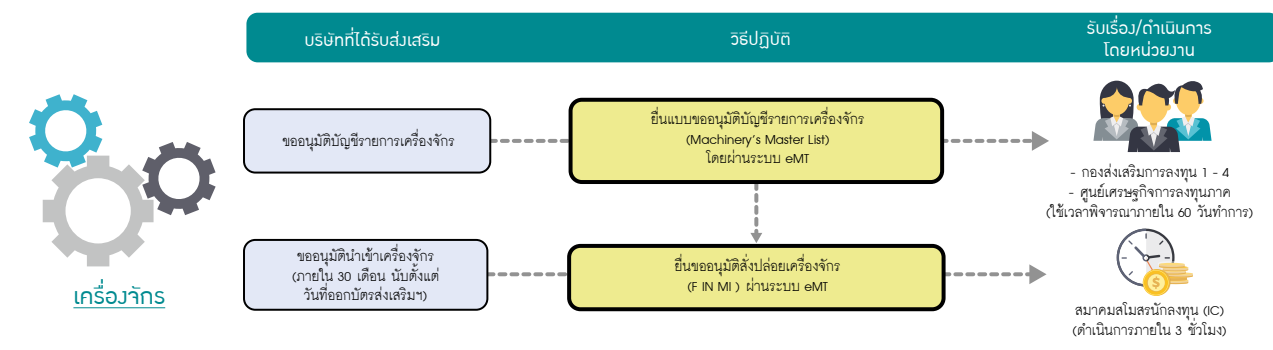 บริษัทที่ได้รับส่งเสริม
วิธีปฏิบัติ
รับเรื่อง/ดำเนินการ
โดยหน่วยงาน
ขออนุมัติบัญชีรายการเครื่องจักร
ยื่นแบบขออนุมัติบัญชีรายการเครื่องจักร
(Machinery's Master List)
โดยผ่านระบบ eMT
- กองส่งเสริมการลงทุน 1 - 4
- ศูนย์เศรษฐกิจการลงทุนภาค
(ใช้เวลาพิจารณาภายใน 60 วันทำการ)
เครื่องจักร
ขออนุมัตินำเข้าเครื่องจักร
(ภายใน 30 เดือน นับตั้งแต่
วันที่ออกบัตรส่งเสริมฯ)
ยื่นขออนุมัติสั่งปล่อยเครื่องจักร
(F IN MI ) ผ่านระบบ eMT
$
สมาคมสโมสรนักลงทุน (IC)
(ดำเนินการภายใน 3 ชั่วโมง)